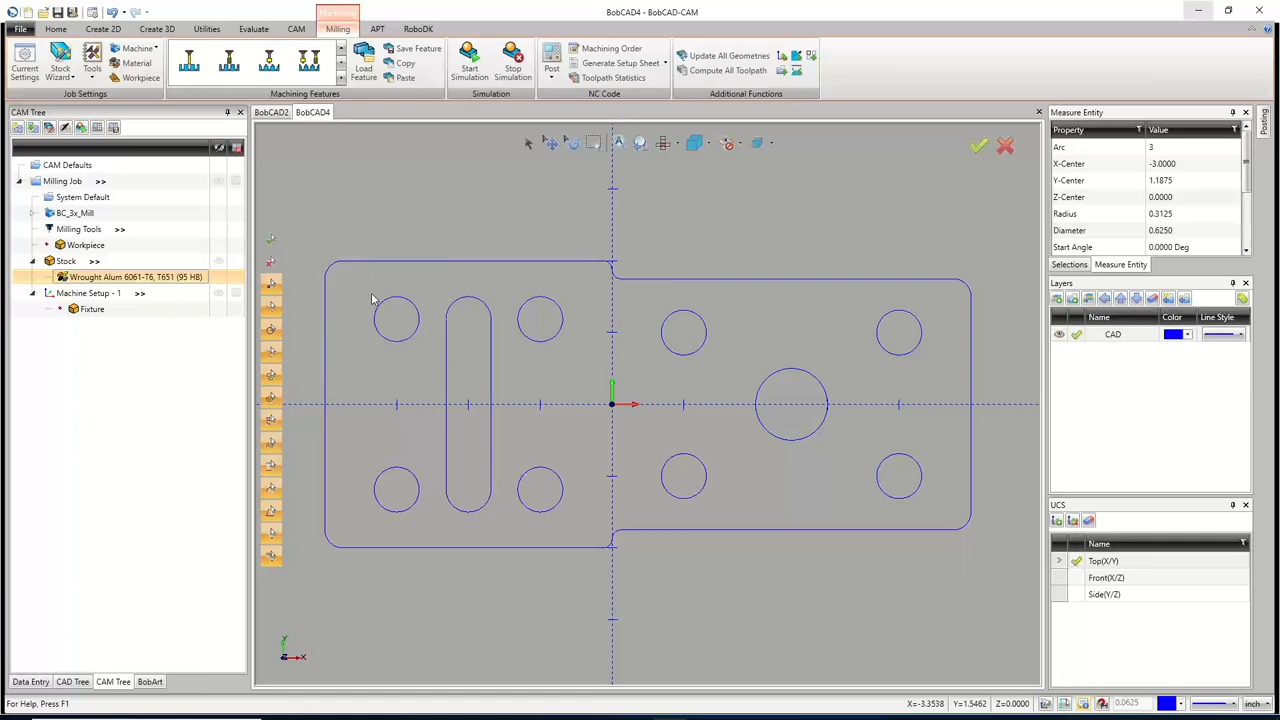 BobCAD4 - BobCAD-CAM
Machining
File Home Create 2D Create 3D Utilities Evaluate CAM Milling APT RoboDK
Current Settings
Stock Wizard
Tools
Machine
Material
Workpiece
Job Settings
Machining Features
Load Feature
Save Feature
Copy
Paste
Start Simulation
Stop Simulation
Simulation
Post
Machining Order
Generate Setup Sheet
Toolpath Statistics
NC Code
Update All Geometries
Compute All Toolpath
Additional Functions
CAM Tree
CAM Defaults
Milling Job >>
System Default
BC_3x_Mill
Milling Tools >>
Workpiece
Stock >>
Wrought Alum 6061-T6, T651 (95 HB)
Machine Setup - 1 >>
Fixture
Data Entry CAD Tree CAM Tree BobArt
BobCAD2 BobCAD4
Y
Z X
Measure Entity
Property Value
Arc 3
X-Center -3.0000
Y-Center 1.1875
Z-Center 0.0000
Radius 0.3125
Diameter 0.6250
Start Angle 0.0000 Deg
Selections Measure Entity
Posting
Layers
Name Color Line Style
CAD
UCS
Name
Top(X/Y)
Front(X/Z)
Side(Y/Z)
For Help, Press F1
X=-3.3538 Y=1.5462 Z=0.0000
0.0625
inch